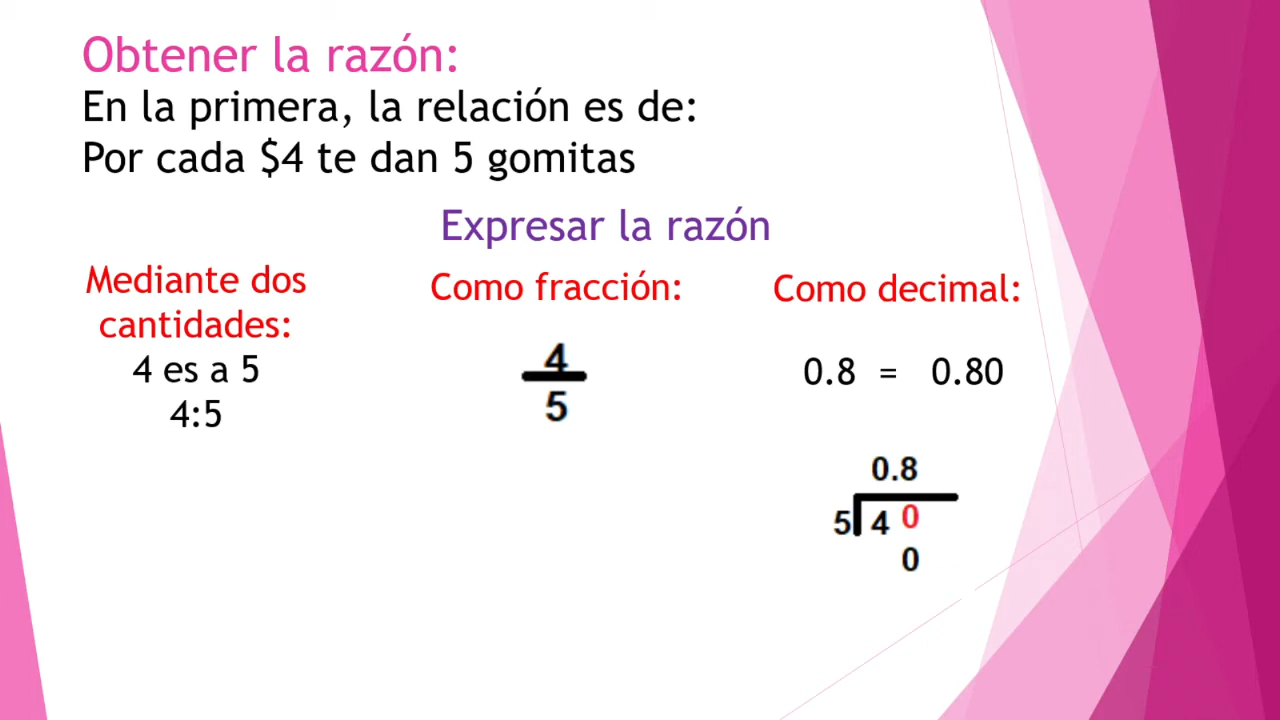 Obtener la razón:
En la primera, la relación es de:
Por cada $4 te dan 5 gomitas
Expresar la razón
Mediante dos
cantidades:
4 es a 5
4:5
Como fracción:
4
5
Como decimal:
0.8 = 0.80
0.8
5 4 0
0